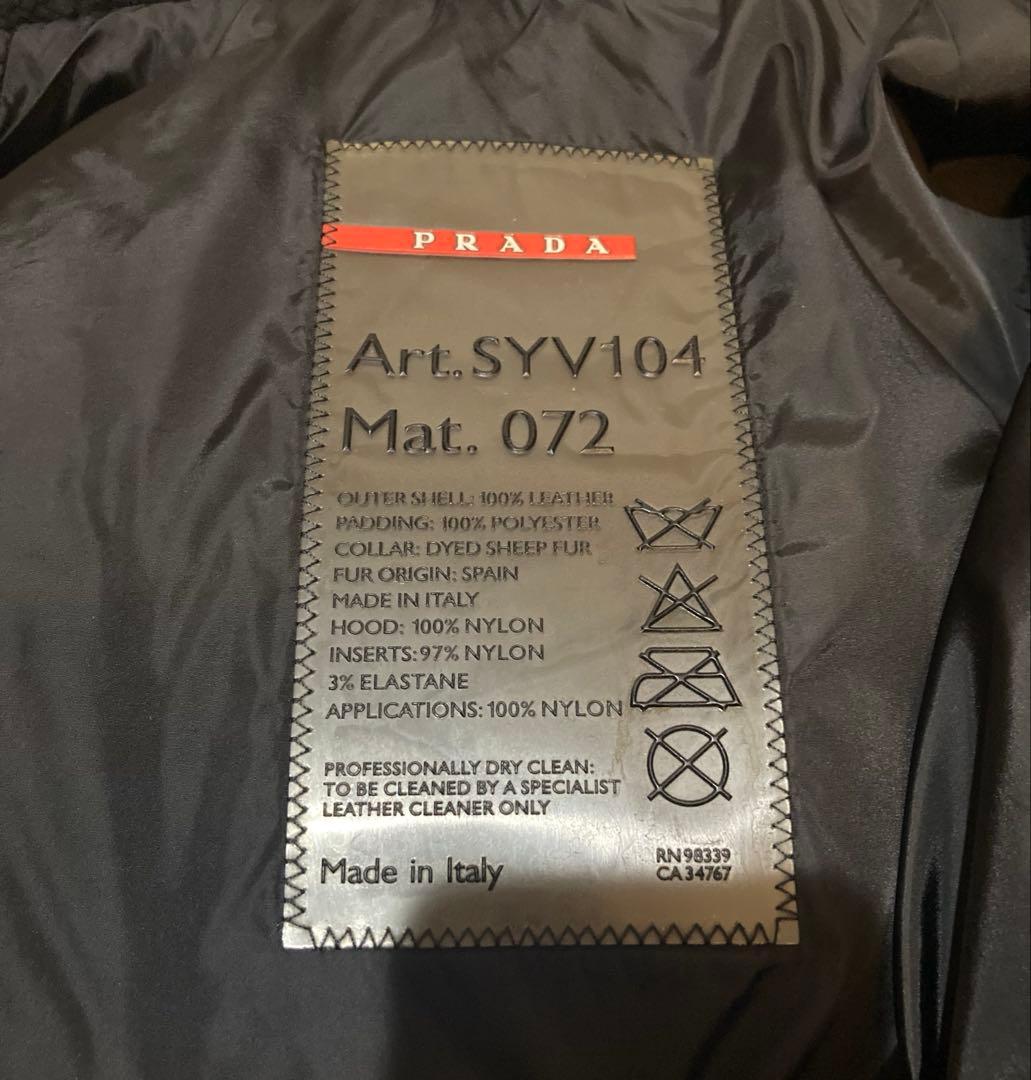 PRADA
Art. SYV104
Mat. 072
OUTER SHELL: 100% LEATHER
PADDING: 100% POLYESTER
COLLAR: DYED SHEEP FUR
FUR ORIGIN: SPAIN
MADE IN ITALY
HOOD: 100% NYLON
INSERTS: 97% NYLON
3% ELASTANE
APPLICATIONS: 100% NYLON
PROFESSIONALLY DRY CLEAN:
TO BE CLEANED BY A SPECIALIST
LEATHER CLEANER ONLY
Made in Italy
RN 98339
CA 34767